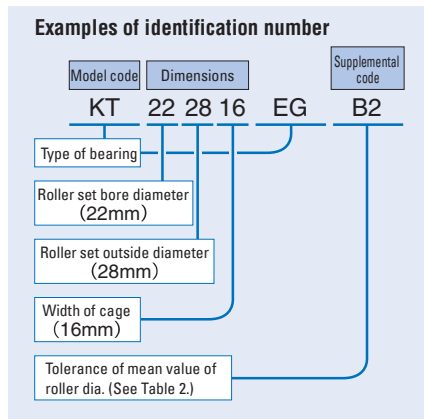 Examples of identification number
Model code
Dimensions
Supplemental
code
KT 22 28 16 EG B2
Type of bearing
Roller set bore diameter
（22mm）
Roller set outside diameter
（28mm）
Width of cage
（16mm）
Tolerance of mean value of
roller dia. (See Table 2.)